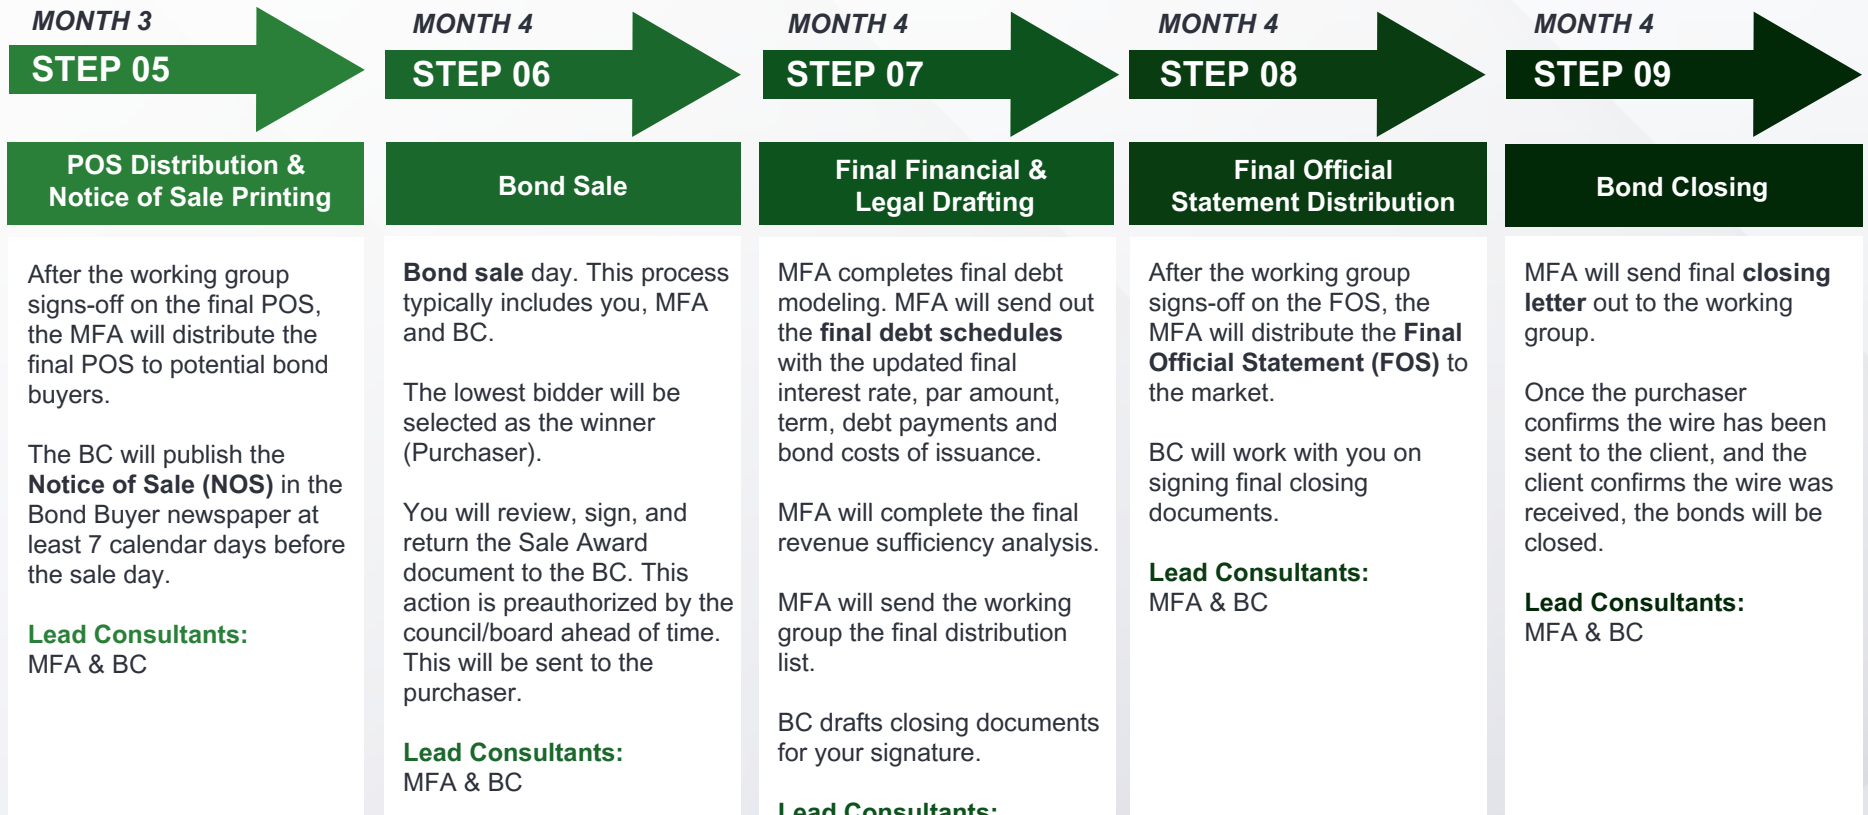 MONTH 3
STEP 05
POS Distribution &
Notice of Sale Printing
After the working group
signs-off on the final POS,
the MFA will distribute the
final POS to potential bond
buyers.
The BC will publish the
Notice of Sale (NOS) in the
Bond Buyer newspaper at
least 7 calendar days before
the sale day.
Lead Consultants:
MFA & BC
MONTH 4
STEP 06
Bond Sale
Bond sale day. This process
typically includes you, MFA
and BC.
The lowest bidder will be
selected as the winner
(Purchaser).
You will review, sign, and
return the Sale Award
document to the BC. This
action is preauthorized by the
council/board ahead of time.
This will be sent to the
purchaser.
Lead Consultants:
MFA & BC
MONTH 4
STEP 07
Final Financial &
Legal Drafting
MFA completes final debt
modeling. MFA will send out
the final debt schedules
with the updated final
interest rate, par amount,
term, debt payments and
bond costs of issuance.
MFA will complete the final
revenue sufficiency analysis.
MFA will send the working
group the final distribution
list.
BC drafts closing documents
for your signature.
Lead Consultants:
MONTH 4
STEP 08
Final Official
Statement Distribution
After the working group
signs-off on the FOS, the
MFA will distribute the Final
Official Statement (FOS) to
the market.
BC will work with you on
signing final closing
documents.
Lead Consultants:
MFA & BC
MONTH 4
STEP 09
Bond Closing
MFA will send final closing
letter out to the working
group.
Once the purchaser
confirms the wire has been
sent to the client, and the
client confirms the wire was
received, the bonds will be
closed.
Lead Consultants:
MFA & BC